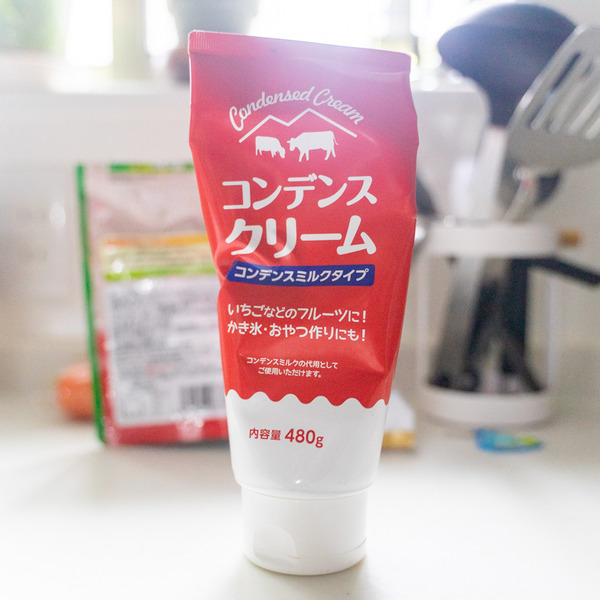 Condensed Cream
コンデンス
クリーム
コンデンスミルクタイプ
いちごなどのフルーツに!
かき氷・おやつ作りにも!
コンデンスミルクの代用として
ご使用いただけます。
内容量 480g